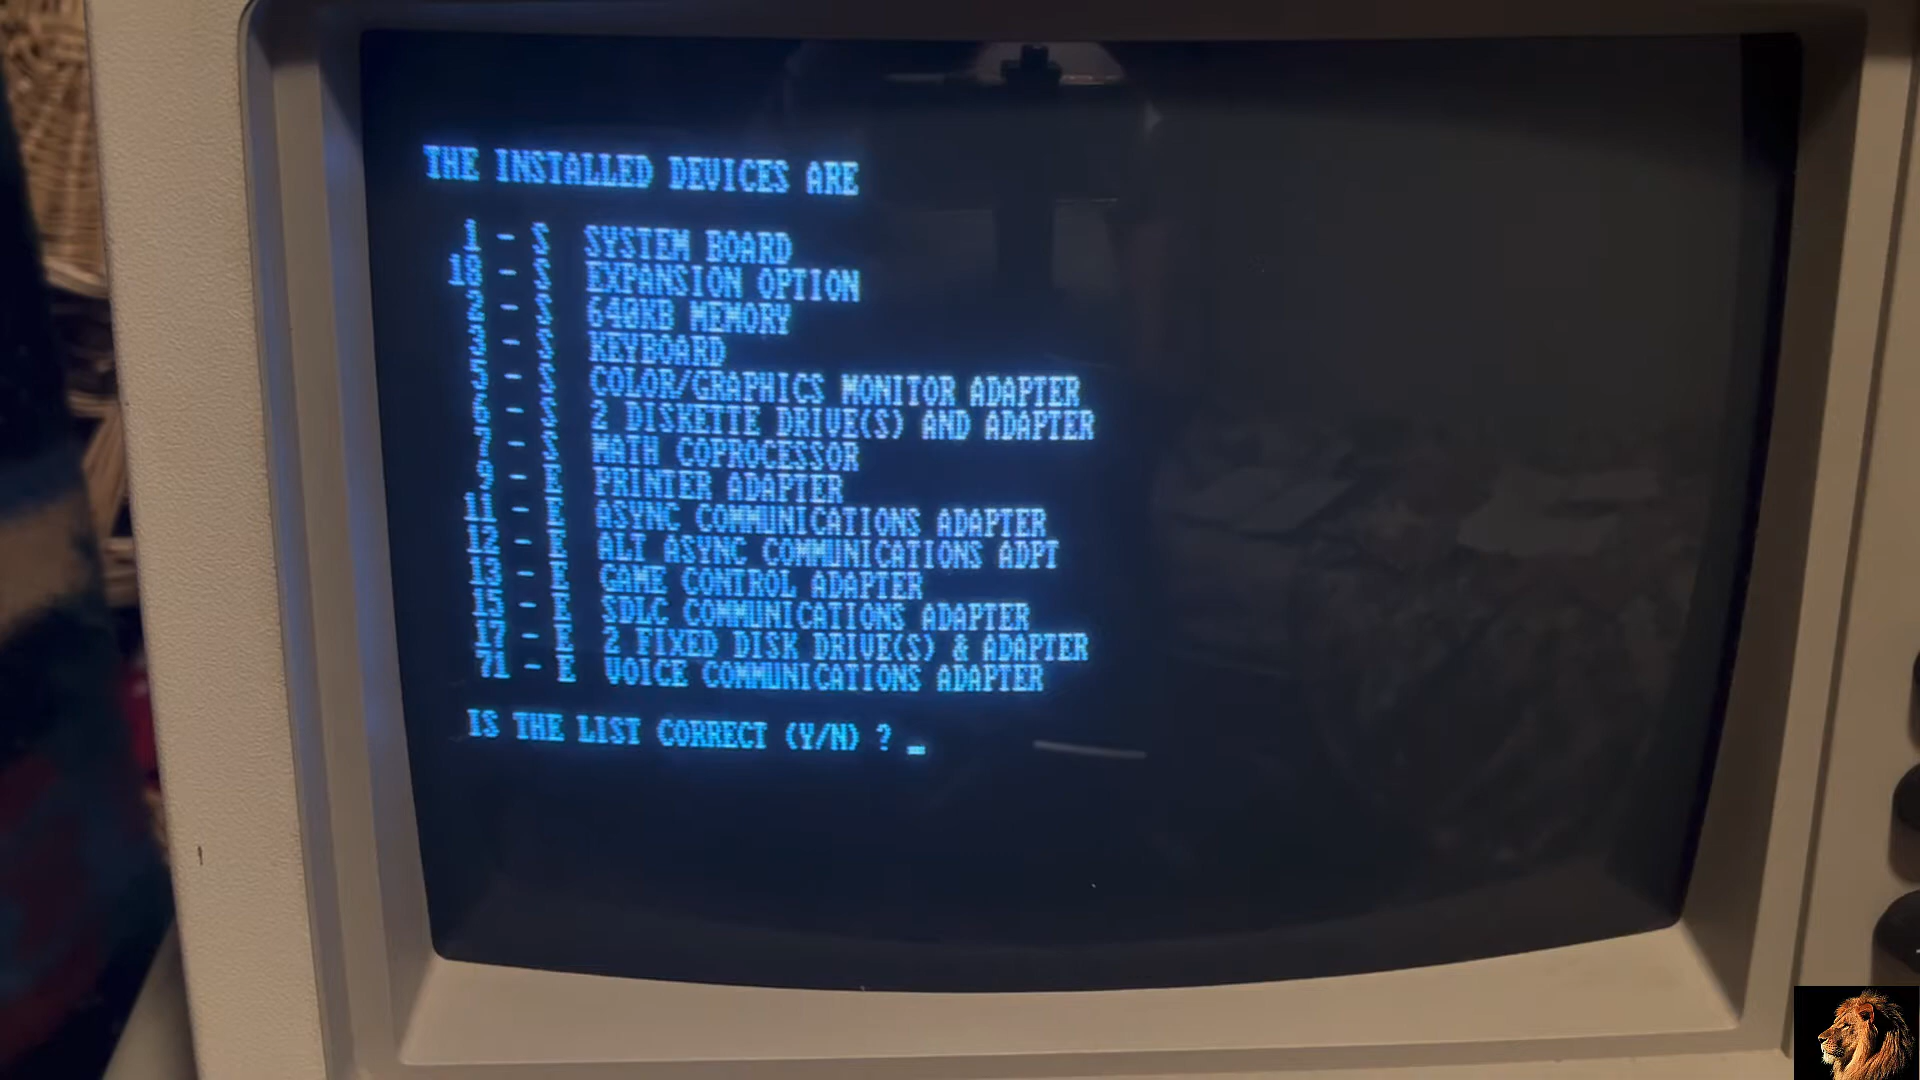 THE INSTALLED DEVICES ARE
1 - S SYSTEM BOARD
18 - S EXPANSION OPTION
2 - S 640KB MEMORY
3 - S KEYBOARD
5 - S COLOR/GRAPHICS MONITOR ADAPTER
6 - S 2 DISKETTE DRIVE(S) AND ADAPTER
7 - S MATH COPROCESSOR
9 - E PRINTER ADAPTER
11 - E ASYNC COMMUNICATIONS ADAPTER
12 - E ALT ASYNC COMMUNICATIONS ADPT
13 - E GAME CONTROL ADAPTER
15 - E SDLC COMMUNICATIONS ADAPTER
17 - E 2 FIXED DISK DRIVE(S) & ADAPTER
71 - E VOICE COMMUNICATIONS ADAPTER
IS THE LIST CORRECT (Y/N) ? _